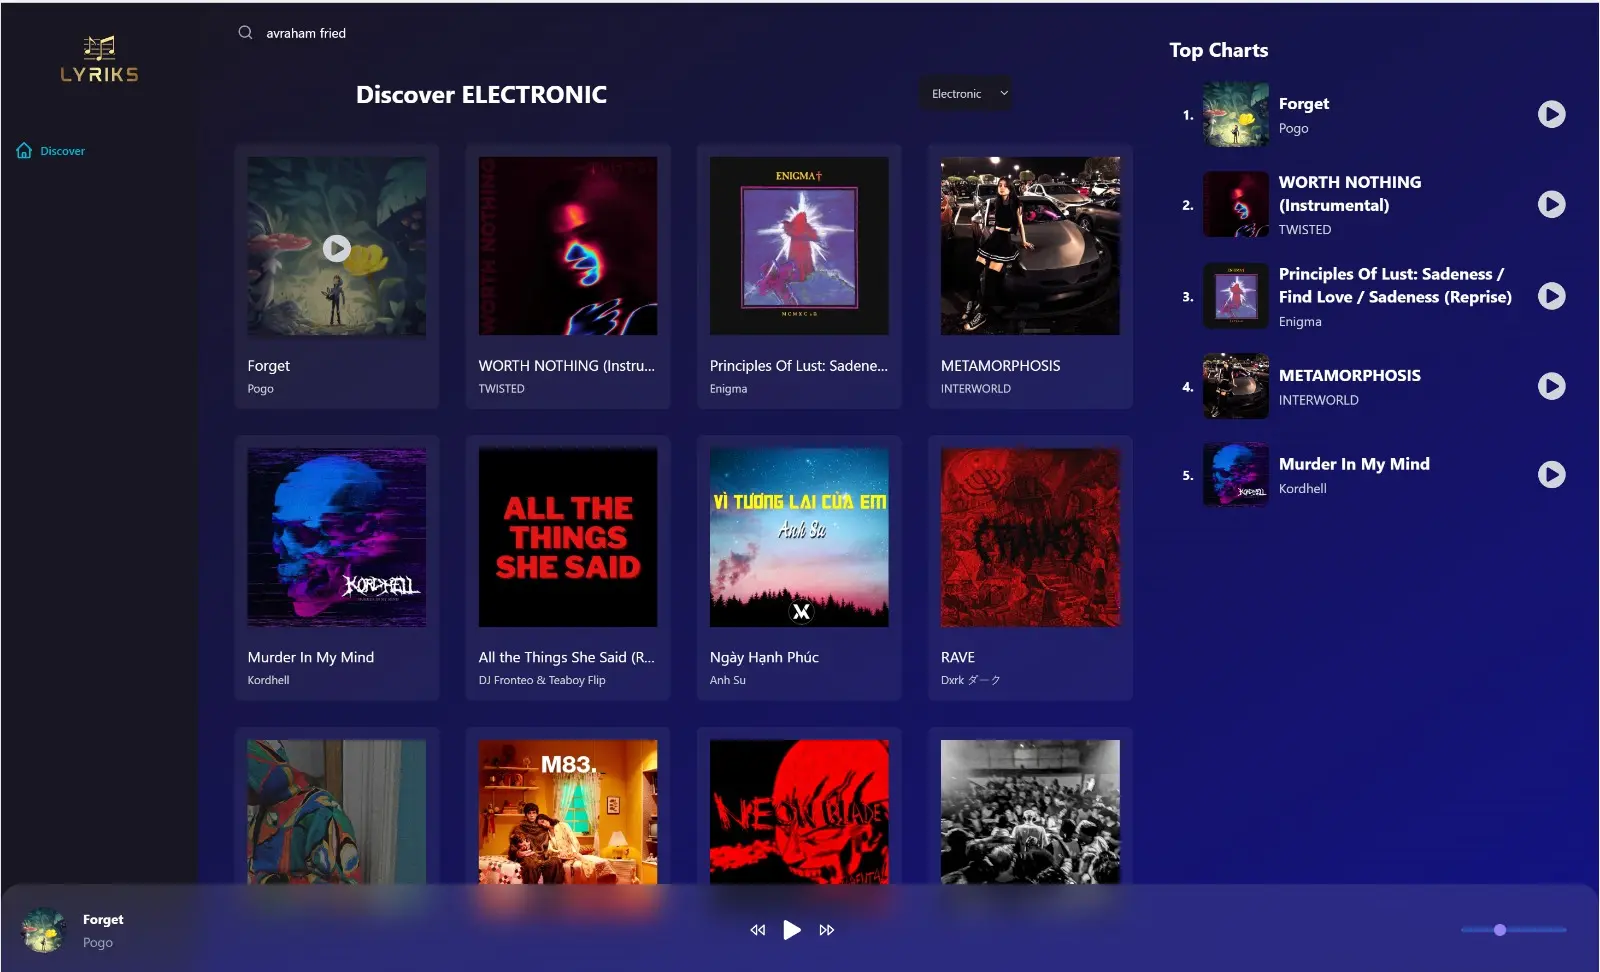 LYRIKS
avraham fried
Discover
Discover ELECTRONIC
Electronic
WORTH NOTHING
ENIGMA
Forget
Pogo
WORTH NOTHING (Instru...
TWISTED
Principles Of Lust: Sadene...
Enigma
METAMORPHOSIS
INTERWORLD
KORDHELL
ALL THE
THINGS
SHE SAID
VÌ TƯƠNG LAI CỦA EM
Anh Su
Murder In My Mind
Kordhell
All the Things She Said (R...
DJ Fronteo & Teaboy Flip
Ngày Hạnh Phúc
Anh Su
RAVE
Dxrk ダーク
M83.
NEON BLADE
Top Charts
1.
Forget
Pogo
2.
WORTH NOTHING
(Instrumental)
TWISTED
3.
Principles Of Lust: Sadeness /
Find Love / Sadeness (Reprise)
Enigma
4.
METAMORPHOSIS
INTERWORLD
5.
KORDHELL
Murder In My Mind
Kordhell
Forget
Pogo